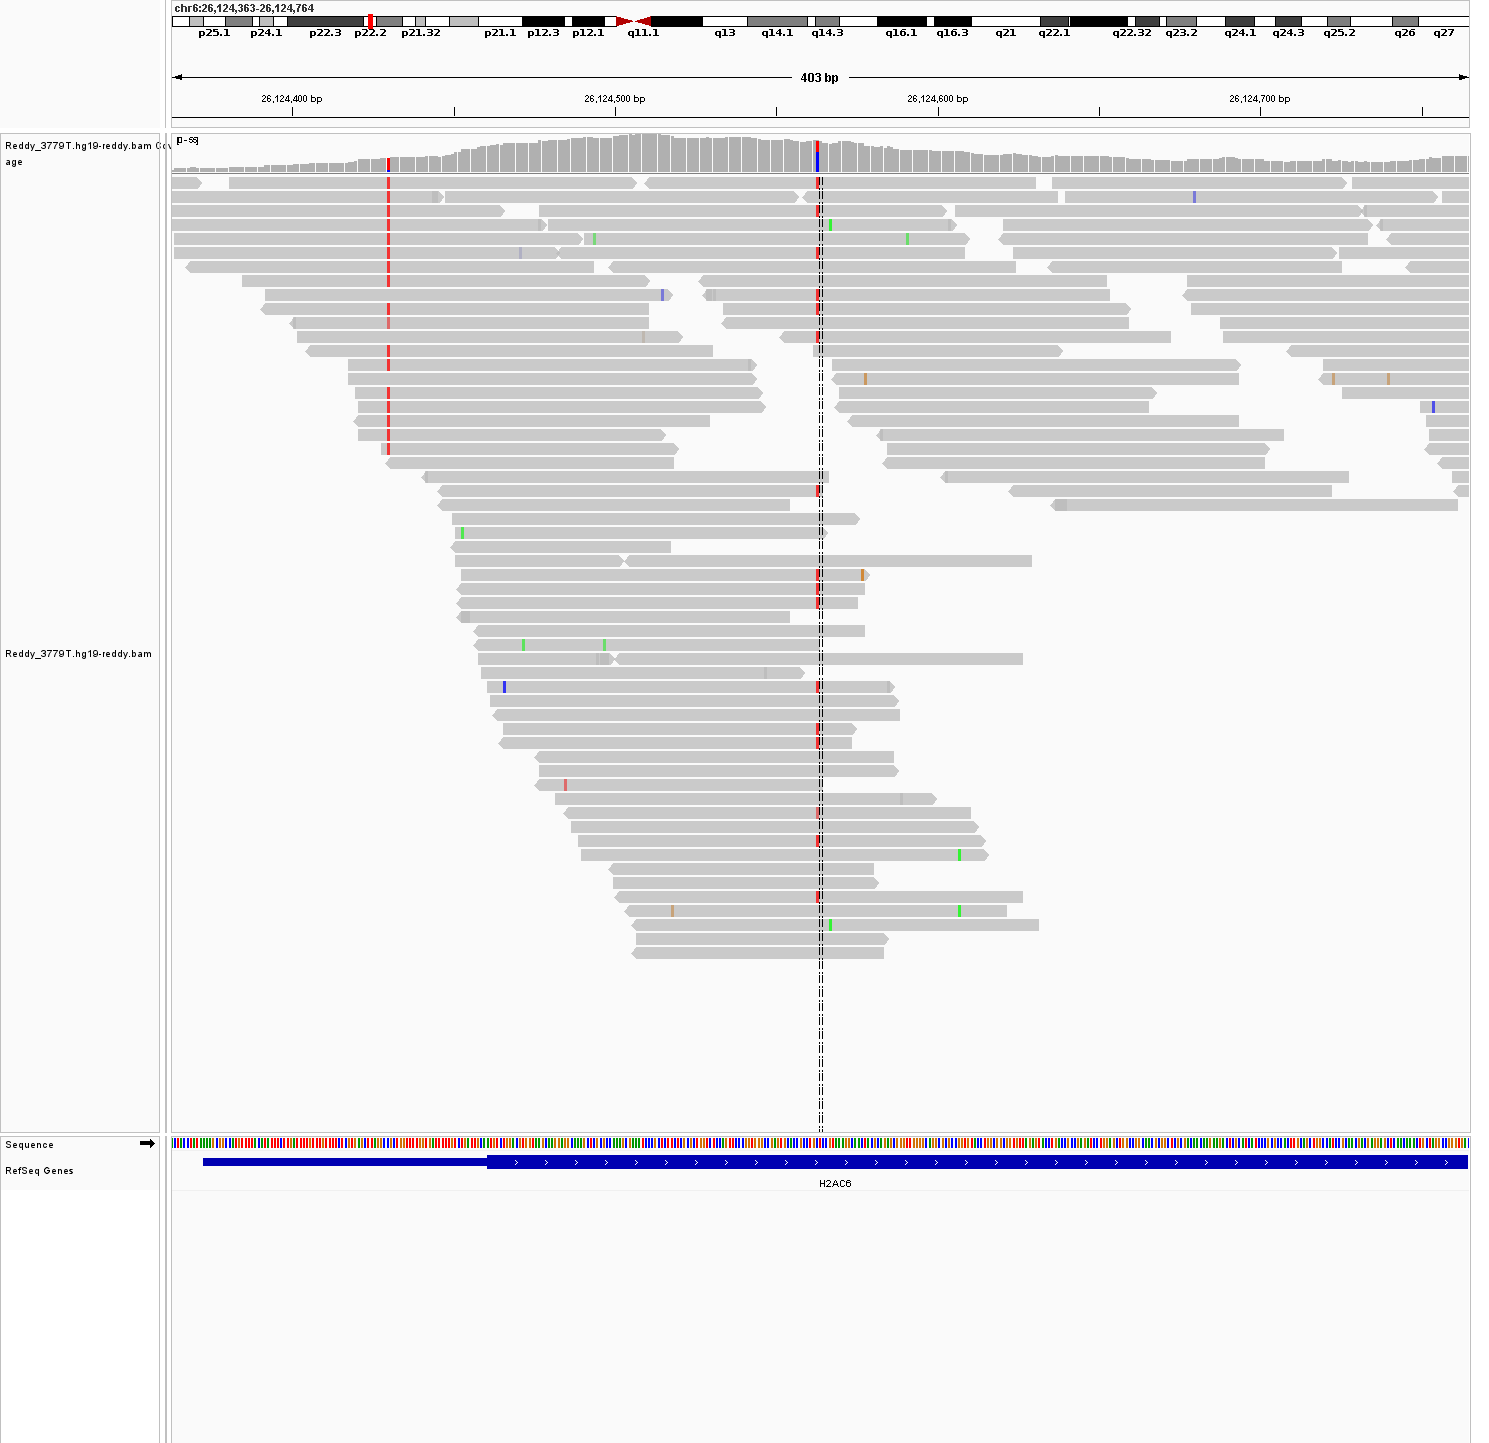 chr6:26,124,363-26,124,764
p25.1 p24.1 p22.3 p22.2 p21.32 p21.1 p12.3 p12.1 q11.1 q13 q14.1 q14.3 q16.1 q16.3 q21 q22.1 q22.32 q23.2 q24.1 q24.3 q25.2 q26 q27
403 bp
26,124,400 bp 26,124,500 bp 26,124,600 bp 26,124,700 bp
Reddy_3779T.hg19-reddy.bam Cov
age
Reddy_3779T.hg19-reddy.bam
Sequence
RefSeq Genes
H2AC6